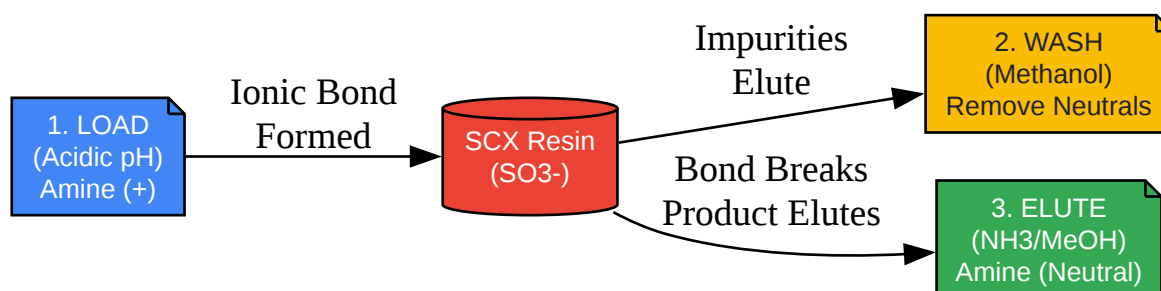 1. LOAD
(Acidic pH)
Amine (+)
Ionic Bond
Formed
SCX Resin
(SO3-)
Impurities
Elute
2. WASH
(Methanol)
Remove Neutrals
Bond Breaks
Product Elutes
3. ELUTE
(NH3/MeOH)
Amine (Neutral)